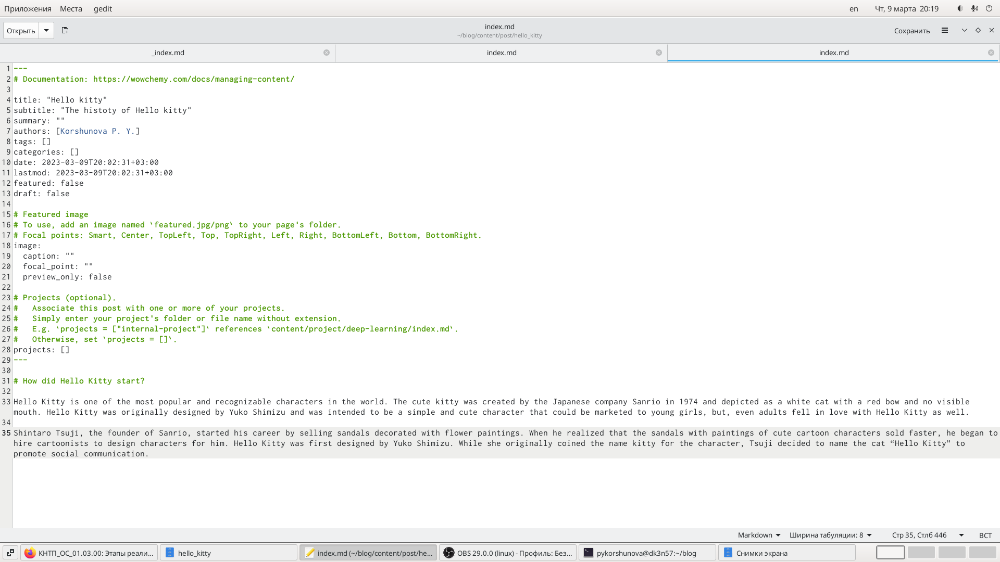 Приложения Места gedit en Чт, 9 марта 20:19
Открыть index.md Сохранить
~/blog/content/post/hello_kitty
_index.md index.md index.md
1 ---
2 # Documentation: https://wowchemy.com/docs/managing-content/
3
4 title: "Hello kitty"
5 subtitle: "The histoty of Hello kitty"
6 summary: ""
7 authors: [Korshunova P. Y.]
8 tags: []
9 categories: []
10 date: 2023-03-09T20:02:31+03:00
11 lastmod: 2023-03-09T20:02:31+03:00
12 featured: false
13 draft: false
14
15 # Featured image
16 # To use, add an image named `featured.jpg/png` to your page's folder.
17 # Focal points: Smart, Center, TopLeft, Top, TopRight, Left, Right, BottomLeft, Bottom, BottomRight.
18 image:
19   caption: ""
20   focal_point: ""
21   preview_only: false
22
23 # Projects (optional).
24 #   Associate this post with one or more of your projects.
25 #   Simply enter your project's folder or file name without extension.
26 #   E.g. `projects = ["internal-project"]` references `content/project/deep-learning/index.md`.
27 #   Otherwise, set `projects = []`.
28 projects: []
29 ---
30
31 # How did Hello Kitty start?
32
33 Hello Kitty is one of the most popular and recognizable characters in the world. The cute kitty was created by the Japanese company Sanrio in 1974 and depicted as a white cat with a red bow and no visible
mouth. Hello Kitty was originally designed by Yuko Shimizu and was intended to be a simple and cute character that could be marketed to young girls, but, even adults fell in love with Hello Kitty as well.
34
35 Shintaro Tsuji, the founder of Sanrio, started his career by selling sandals decorated with flower paintings. When he realized that the sandals with paintings of cute cartoon characters sold faster, he began to
hire cartoonists to design characters for him. Hello Kitty was first designed by Yuko Shimizu. While she originally coined the name kitty for the character, Tsuji decided to name the cat “Hello Kitty” to
promote social communication.
Markdown Ширина табуляции: 8 Стр 35, Стлб 446 ВСТ
КНТП_ОС_01.03.00: Этапы реали... hello_kitty index.md (~/blog/content/post/he... OBS 29.0.0 (linux) - Профиль: Без... pykorshunova@dk3n57:~/blog Снимки экрана